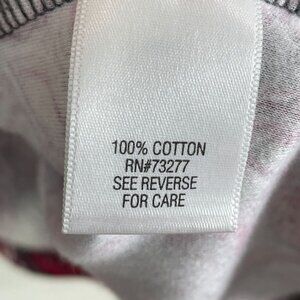 100% COTTON
RN#73277
SEE REVERSE
FOR CARE